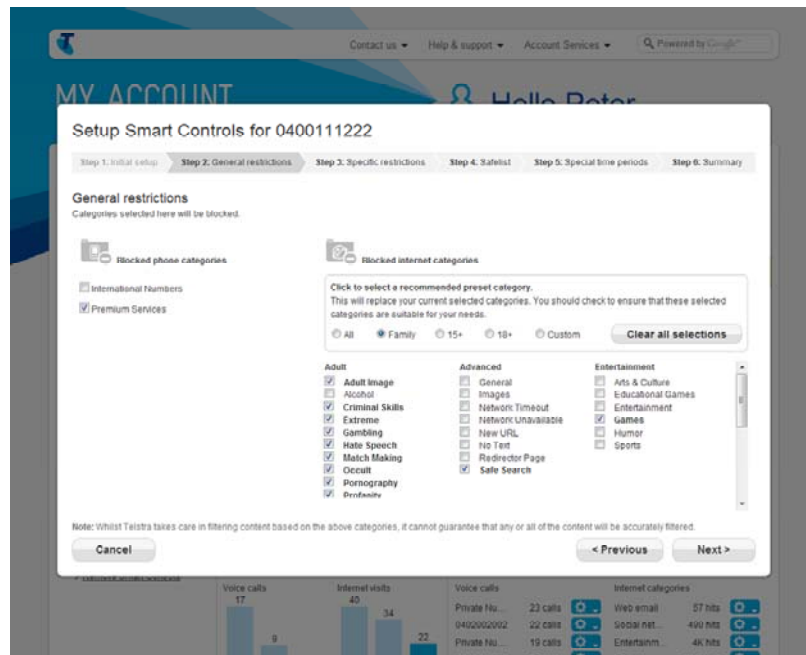 Contact us
Help & support
Account Services
Powered by Google
MY ACCOUNT
Hello Peter
Setup Smart Controls for 0400111222
Step 1: Initial setup
Step 2: General restrictions
Step 3: Specific restrictions
Step 4: Safelist
Step 5: Special time periods
Step 6: Summary
General restrictions
Categories selected here will be blocked.
Blocked phone categories
International Numbers
Premium Services
Blocked internet categories
Click to select a recommended preset category.
This will replace your current selected categories. You should check to ensure that these selected
categories are suitable for your needs.
All
Family
15+
18+
Custom
Clear all selections
Adult
Adult Image
Alcohol
Criminal Skills
Extreme
Gambling
Hate Speech
Match Making
Occult
Pornography
Profanity
Advanced
General
Images
Network Timeout
Network Unavailable
New URL
No Text
Redirector Page
Safe Search
Entertainment
Arts & Culture
Educational Games
Entertainment
Games
Humor
Sports
Note: Whilst Telstra takes care in filtering content based on the above categories, it cannot guarantee that any or all of the content will be accurately filtered.
Cancel
< Previous
Next >
Remove Smart Controls
Voice calls
17
9
Internet visits
40
34
22
Voice calls
Private Nu... 23 calls
0402002002 22 calls
Private Nu... 19 calls
Internet categories
Web email 57 hits
Social net... 490 hits
Entertainm... 4K hits